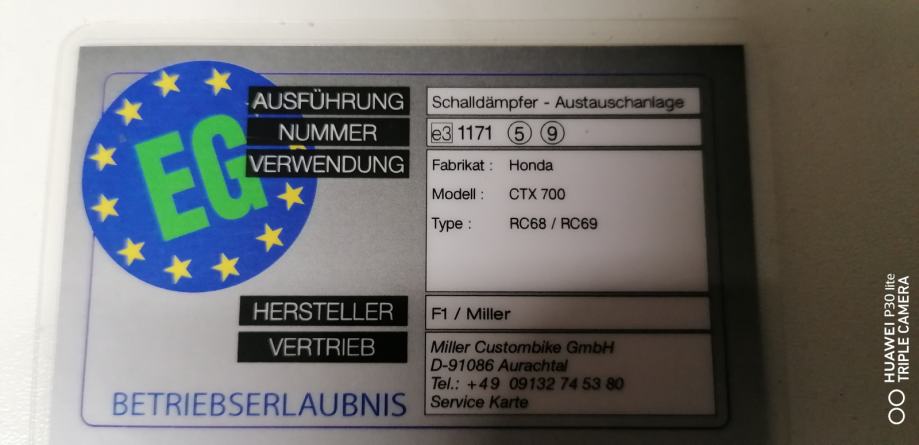 EG
AUSFÜHRUNG Schalldämpfer - Austauschanlage
NUMMER e3 1171 ⑤ ⑨
VERWENDUNG Fabrikat : Honda
Modell : CTX 700
Type : RC68 / RC69
HERSTELLER F1 / Miller
VERTRIEB Miller Custombike GmbH
D-91086 Aurachtal
Tel.: +49 09132 74 53 80
Service Karte
BETRIEBSERLAUBNIS
HUAWEI P30 lite
TRIPLE CAMERA